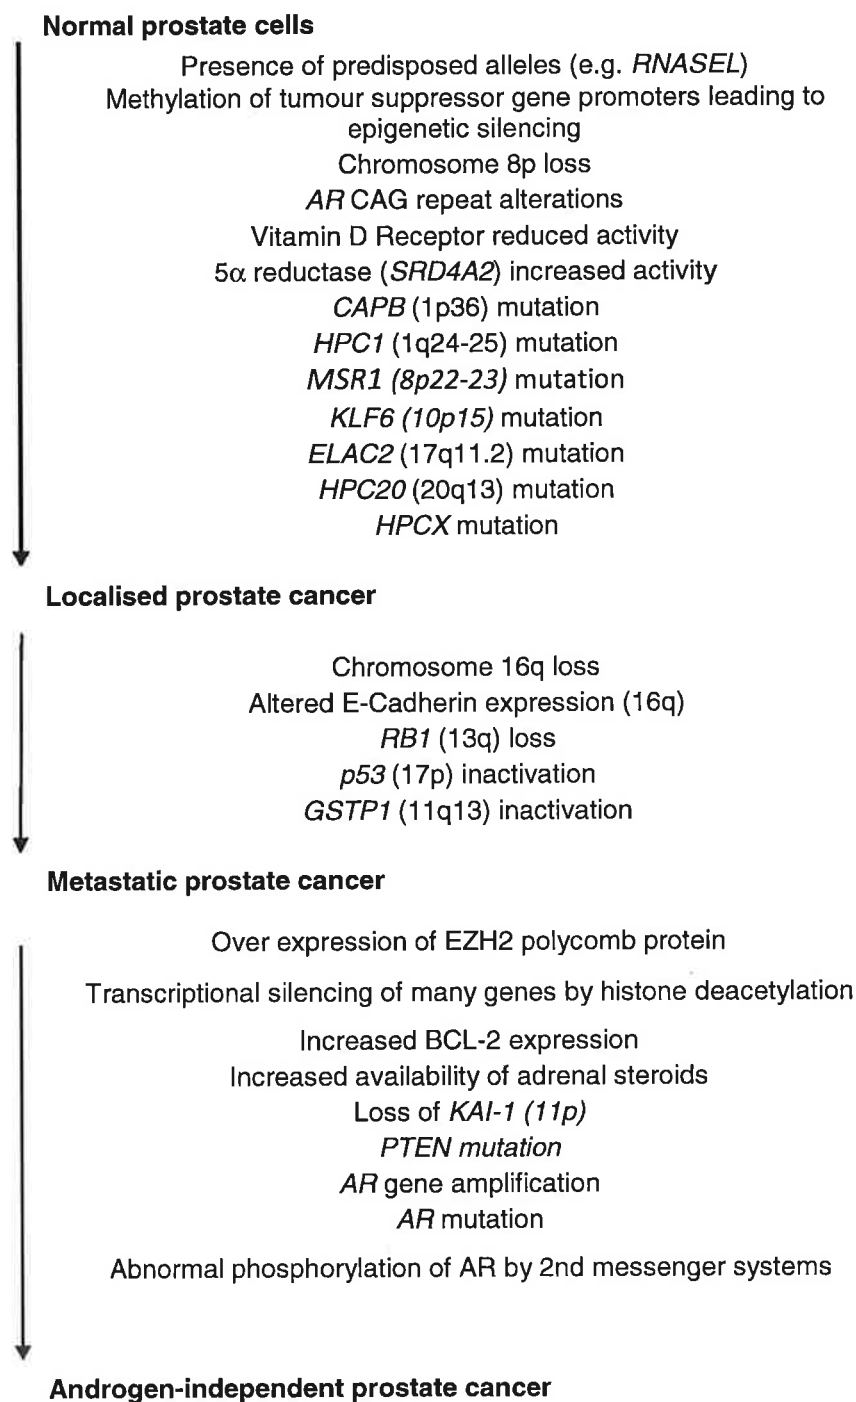 Normal prostate cells
Presence of predisposed alleles (e.g. RNASEL)
Methylation of tumour suppressor gene promoters leading to
epigenetic silencing
Chromosome 8p loss
AR CAG repeat alterations
Vitamin D Receptor reduced activity
5α reductase (SRD4A2) increased activity
CAPB (1p36) mutation
HPC1 (1q24-25) mutation
MSR1 (8p22-23) mutation
KLF6 (10p15) mutation
ELAC2 (17q11.2) mutation
HPC20 (20q13) mutation
HPCX mutation
Localised prostate cancer
Chromosome 16q loss
Altered E-Cadherin expression (16q)
RB1 (13q) loss
p53 (17p) inactivation
GSTP1 (11q13) inactivation
Metastatic prostate cancer
Over expression of EZH2 polycomb protein
Transcriptional silencing of many genes by histone deacetylation
Increased BCL-2 expression
Increased availability of adrenal steroids
Loss of KAI-1 (11p)
PTEN mutation
AR gene amplification
AR mutation
Abnormal phosphorylation of AR by 2nd messenger systems
Androgen-independent prostate cancer